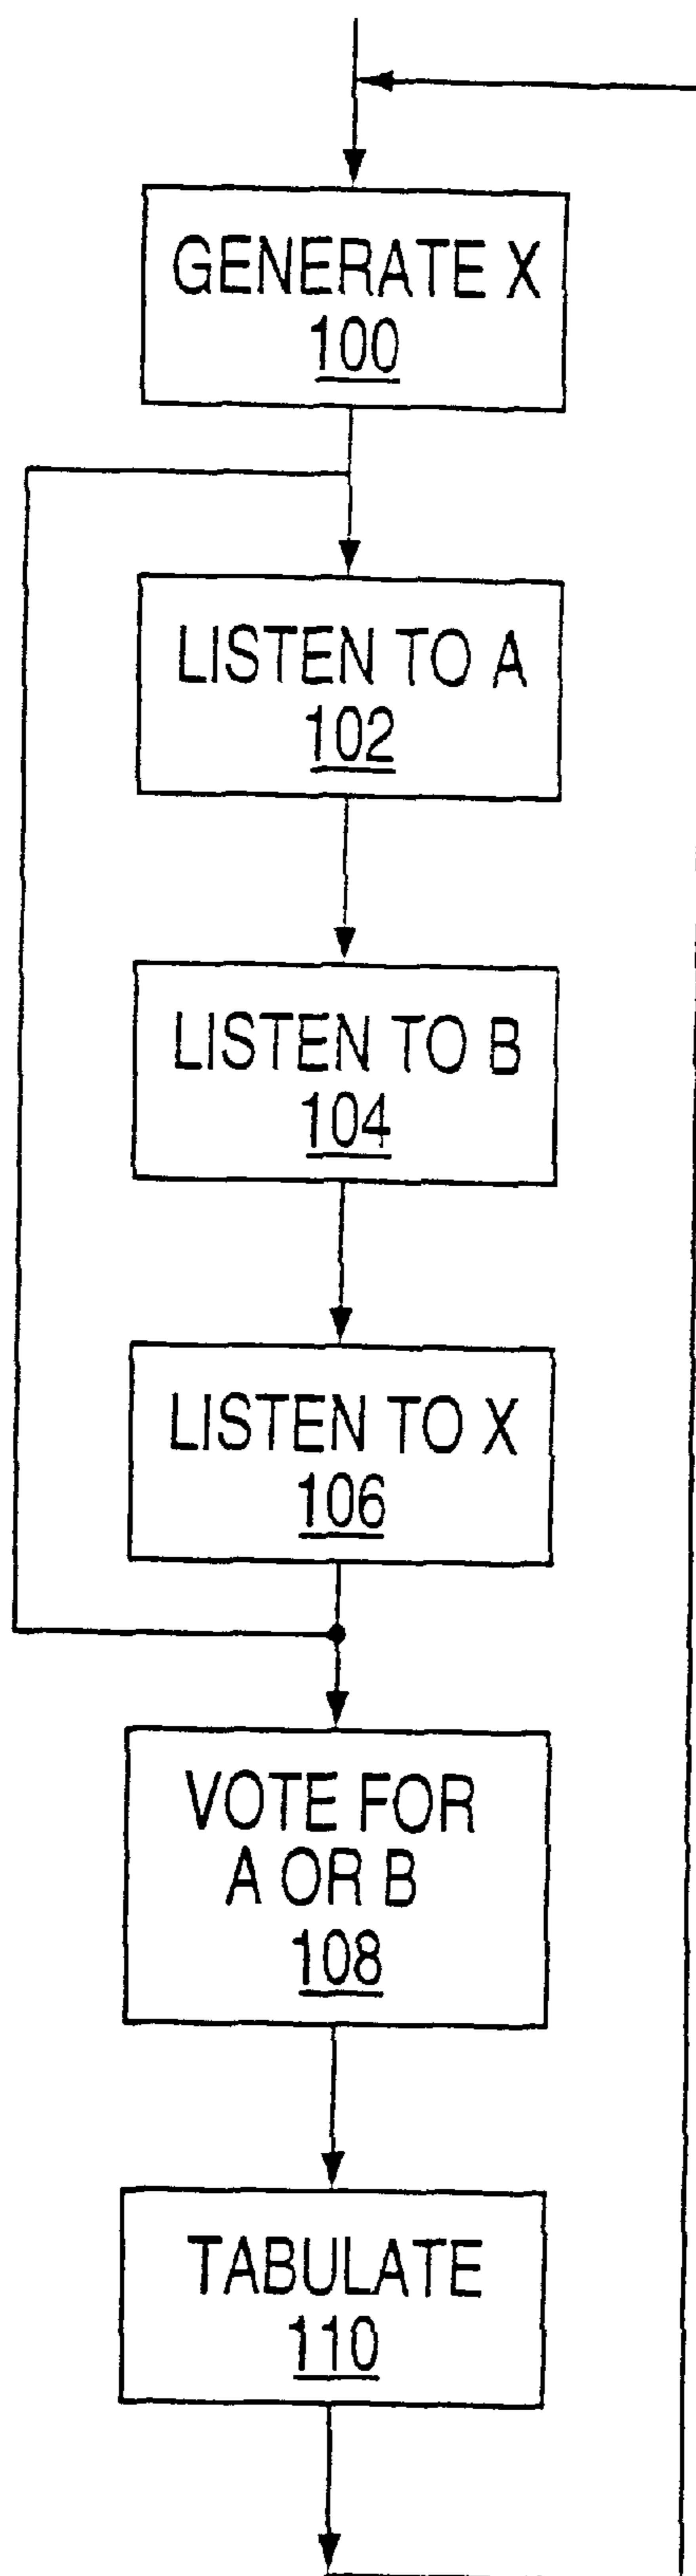 GENERATE X
100
LISTEN TO A
102
LISTEN TO B
104
LISTEN TO X
106
VOTE FOR
A OR B
108
TABULATE
110